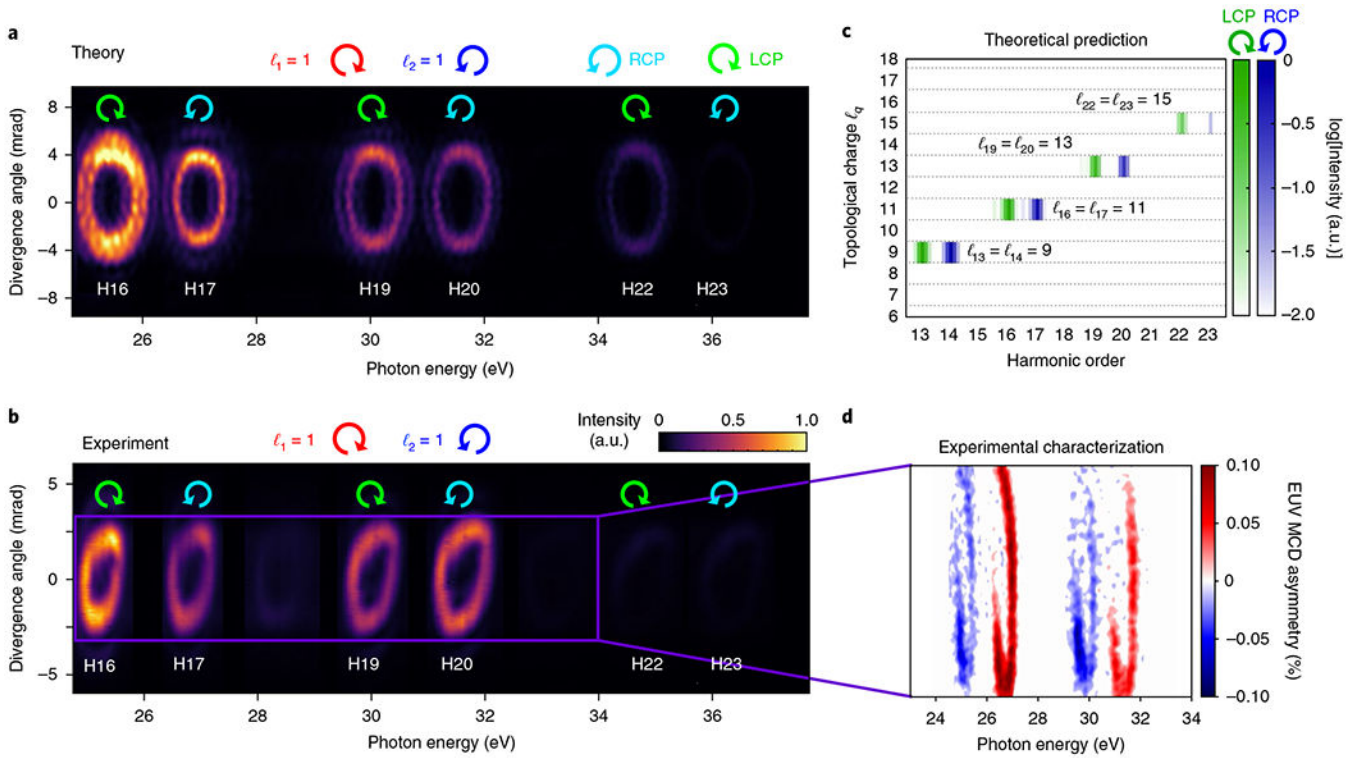 a
Theory
ℓ1 = 1
ℓ2 = 1
RCP
LCP
Divergence angle (mrad)
8
4
0
−4
−8
H16
H17
H19
H20
H22
H23
26
28
30
32
34
36
Photon energy (eV)
b
Experiment
ℓ1 = 1
ℓ2 = 1
Intensity
(a.u.)
0
0.5
1.0
Divergence angle (mrad)
5
0
−5
H16
H17
H19
H20
H22
H23
26
28
30
32
34
36
Photon energy (eV)
c
Theoretical prediction
LCP
RCP
Topological charge ℓq
18
16
15
14
13
12
11
10
9
8
7
6
ℓ22 = ℓ23 = 15
ℓ19 = ℓ20 = 13
ℓ16 = ℓ17 = 11
ℓ13 = ℓ14 = 9
13 14 15 16 17 18 19 20 21 22 23
Harmonic order
0
−0.5
−1.0
−1.5
−2.0
log[Intensity (a.u.)]
d
Experimental characterization
24
26
28
30
32
34
Photon energy (eV)
0.10
0.05
0
−0.05
−0.10
EUV MCD asymmetry (%)